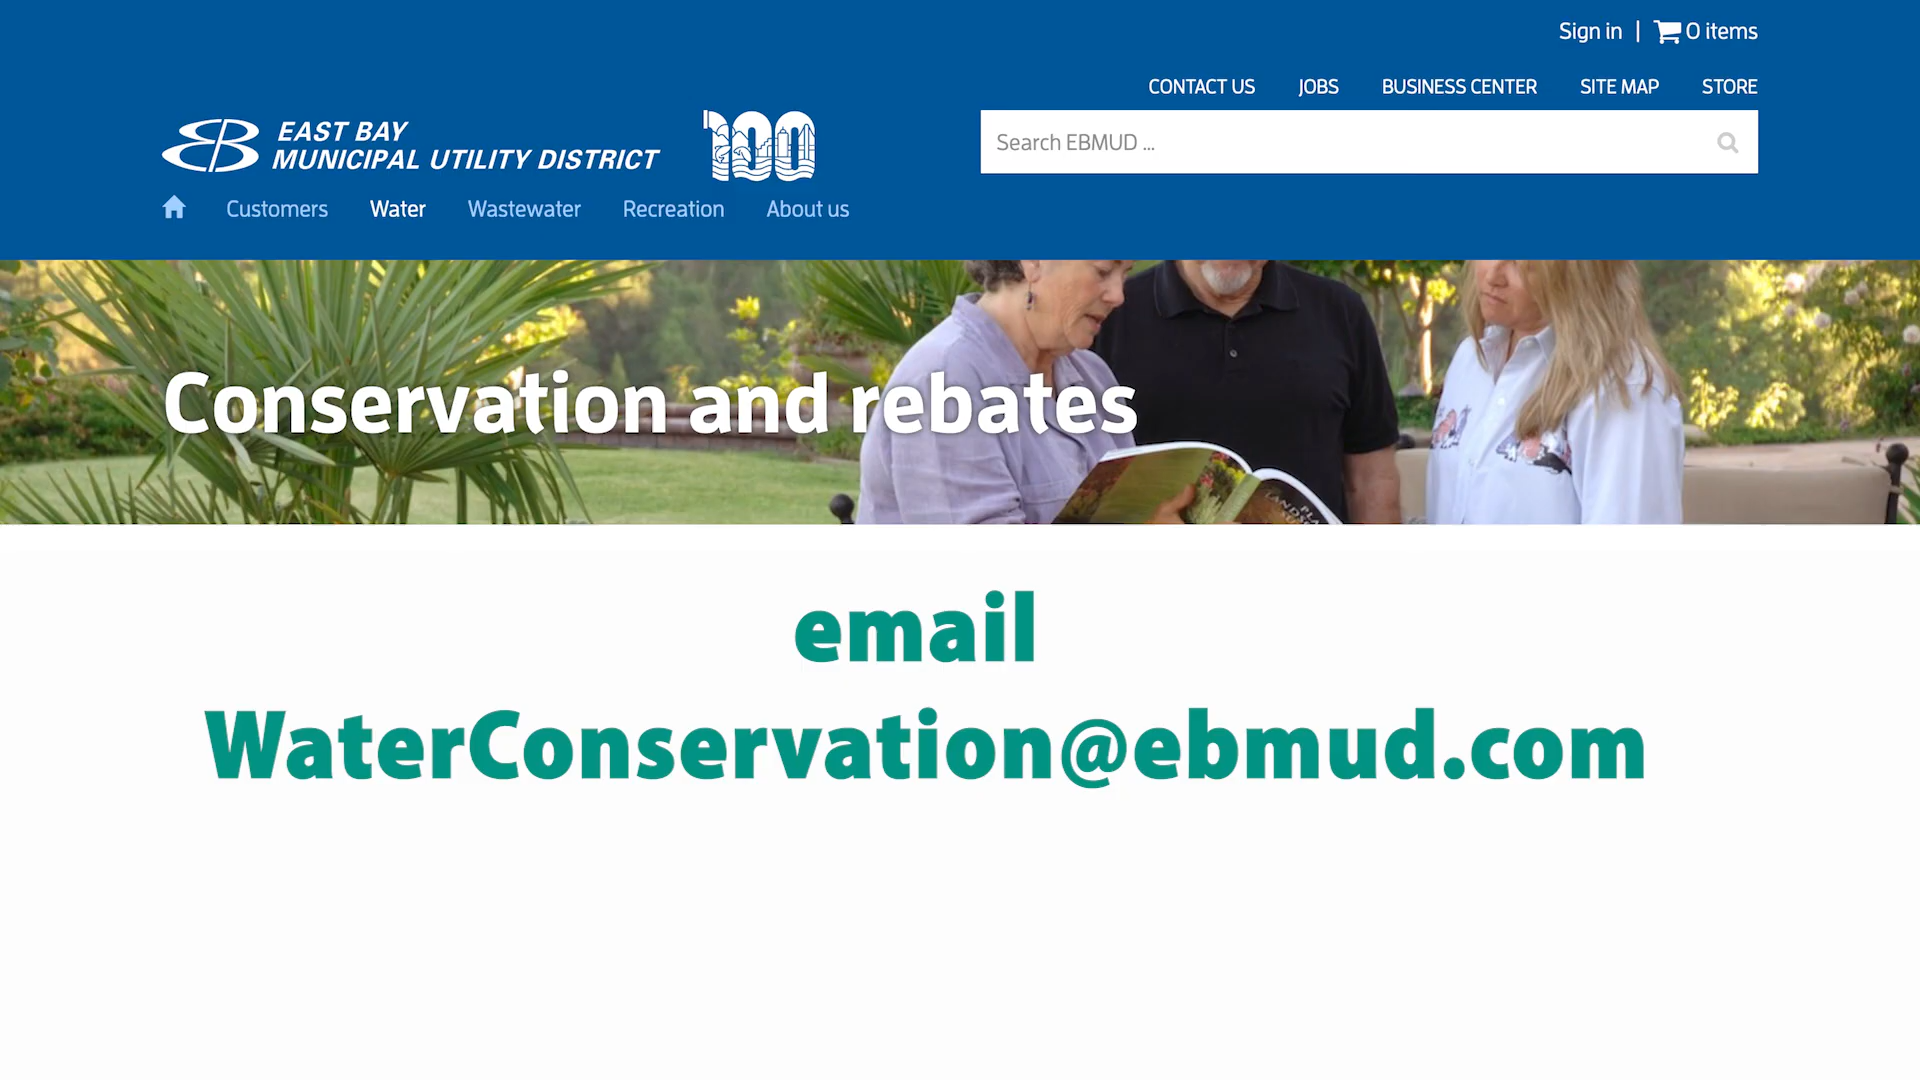 Sign in | 0 items
CONTACT US JOBS BUSINESS CENTER SITE MAP STORE
EAST BAY
MUNICIPAL UTILITY DISTRICT
100
Search EBMUD ...
Customers Water Wastewater Recreation About us
Conservation and rebates
email
WaterConservation@ebmud.com